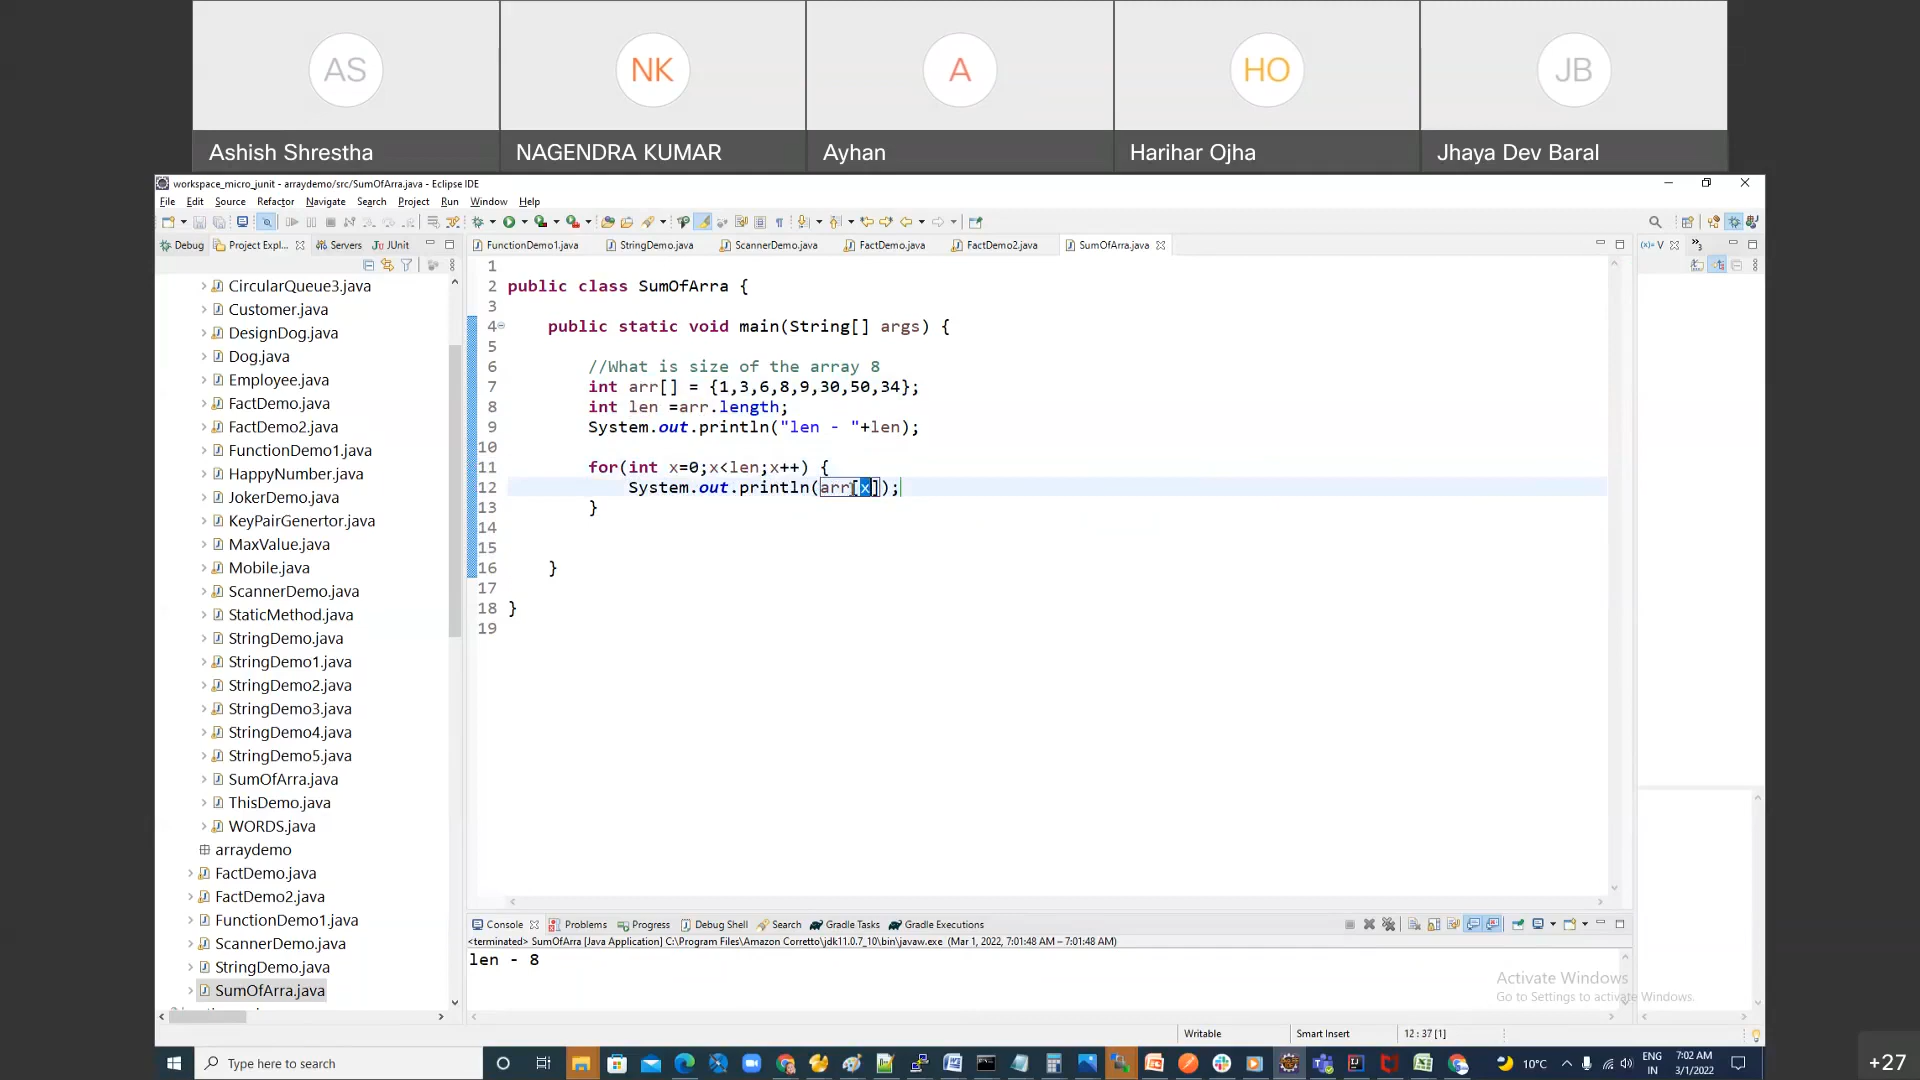 AS
NK
A
HO
JB
Ashish Shrestha
NAGENDRA KUMAR
Ayhan
Harihar Ojha
Jhaya Dev Baral
workspace_micro_junit - arraydemo/src/SumOfArra.java - Eclipse IDE
File Edit Source Refactor Navigate Search Project Run Window Help
Debug Project Expl... Servers JUnit
FunctionDemo1.java StringDemo.java ScannerDemo.java FactDemo.java FactDemo2.java SumOfArra.java
(x)= V
»3
CircularQueue3.java
Customer.java
DesignDog.java
Dog.java
Employee.java
FactDemo.java
FactDemo2.java
FunctionDemo1.java
HappyNumber.java
JokerDemo.java
KeyPairGenertor.java
MaxValue.java
Mobile.java
ScannerDemo.java
StaticMethod.java
StringDemo.java
StringDemo1.java
StringDemo2.java
StringDemo3.java
StringDemo4.java
StringDemo5.java
SumOfArra.java
ThisDemo.java
WORDS.java
arraydemo
FactDemo.java
FactDemo2.java
FunctionDemo1.java
ScannerDemo.java
StringDemo.java
SumOfArra.java
1
2 public class SumOfArra {
3
4 public static void main(String[] args) {
5
6 //What is size of the array 8
7 int arr[] = {1,3,6,8,9,30,50,34};
8 int len =arr.length;
9 System.out.println("len - "+len);
10
11 for(int x=0;x<len;x++) {
12 System.out.println(arr[x]);
13 }
14
15
16 }
17
18 }
19
Console Problems Progress Debug Shell Search Gradle Tasks Gradle Executions
<terminated> SumOfArra [Java Application] C:\Program Files\Amazon Corretto\jdk11.0.7_10\bin\javaw.exe (Mar 1, 2022, 7:01:48 AM – 7:01:48 AM)
len - 8
Activate Windows
Go to Settings to activate Windows.
Writable
Smart Insert
12 : 37 [1]
Type here to search
10°C
ENG
IN
7:02 AM
3/1/2022
+27